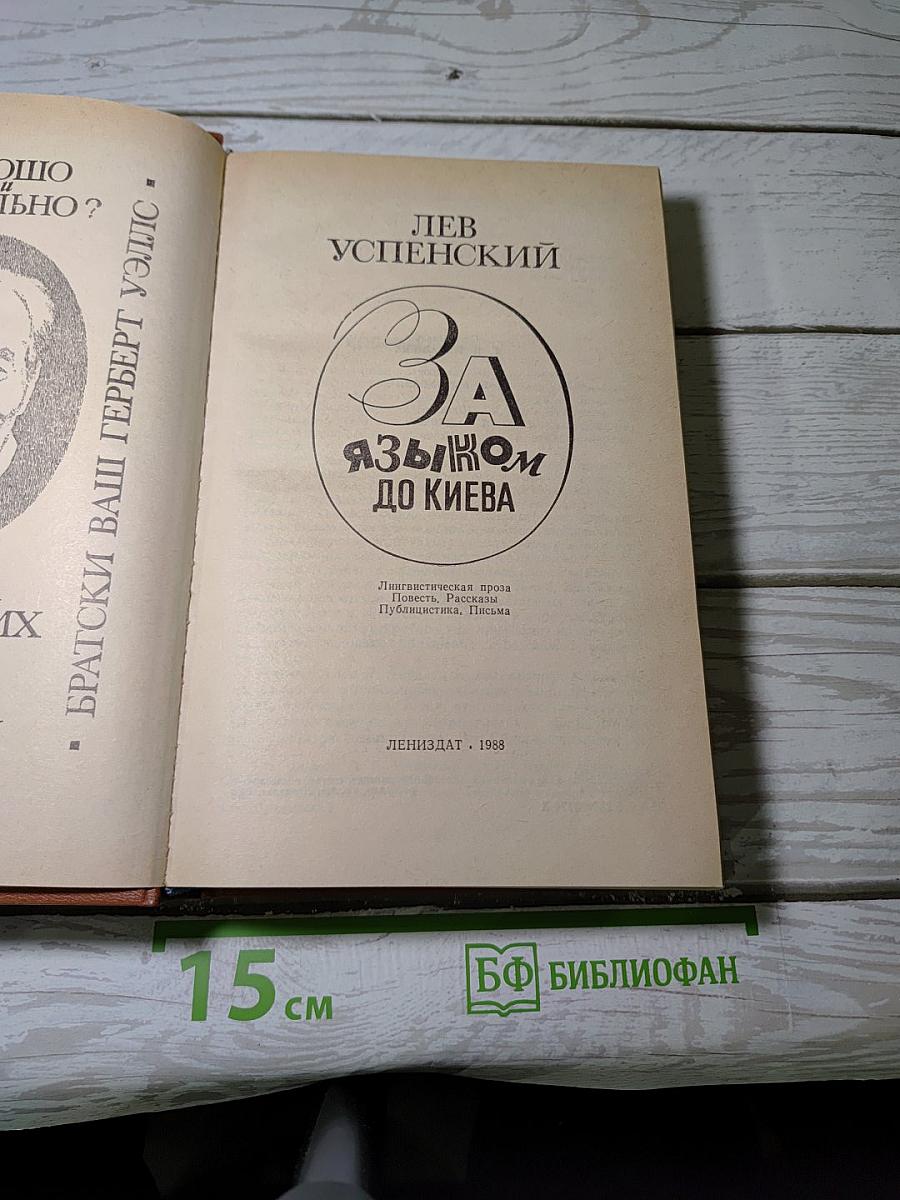 БРАТСКИ ВАШ ГЕРБЕРТ УЭЛЛС
ЛЕВ
УСПЕНСКИЙ
ЗА
ЯЗЫКОМ
ДО КИЕВА
Лингвистическая проза
Повесть, Рассказы
Публицистика, Письма
ЛЕНИЗДАТ • 1988
15 см
БФ БИБЛИОФАН